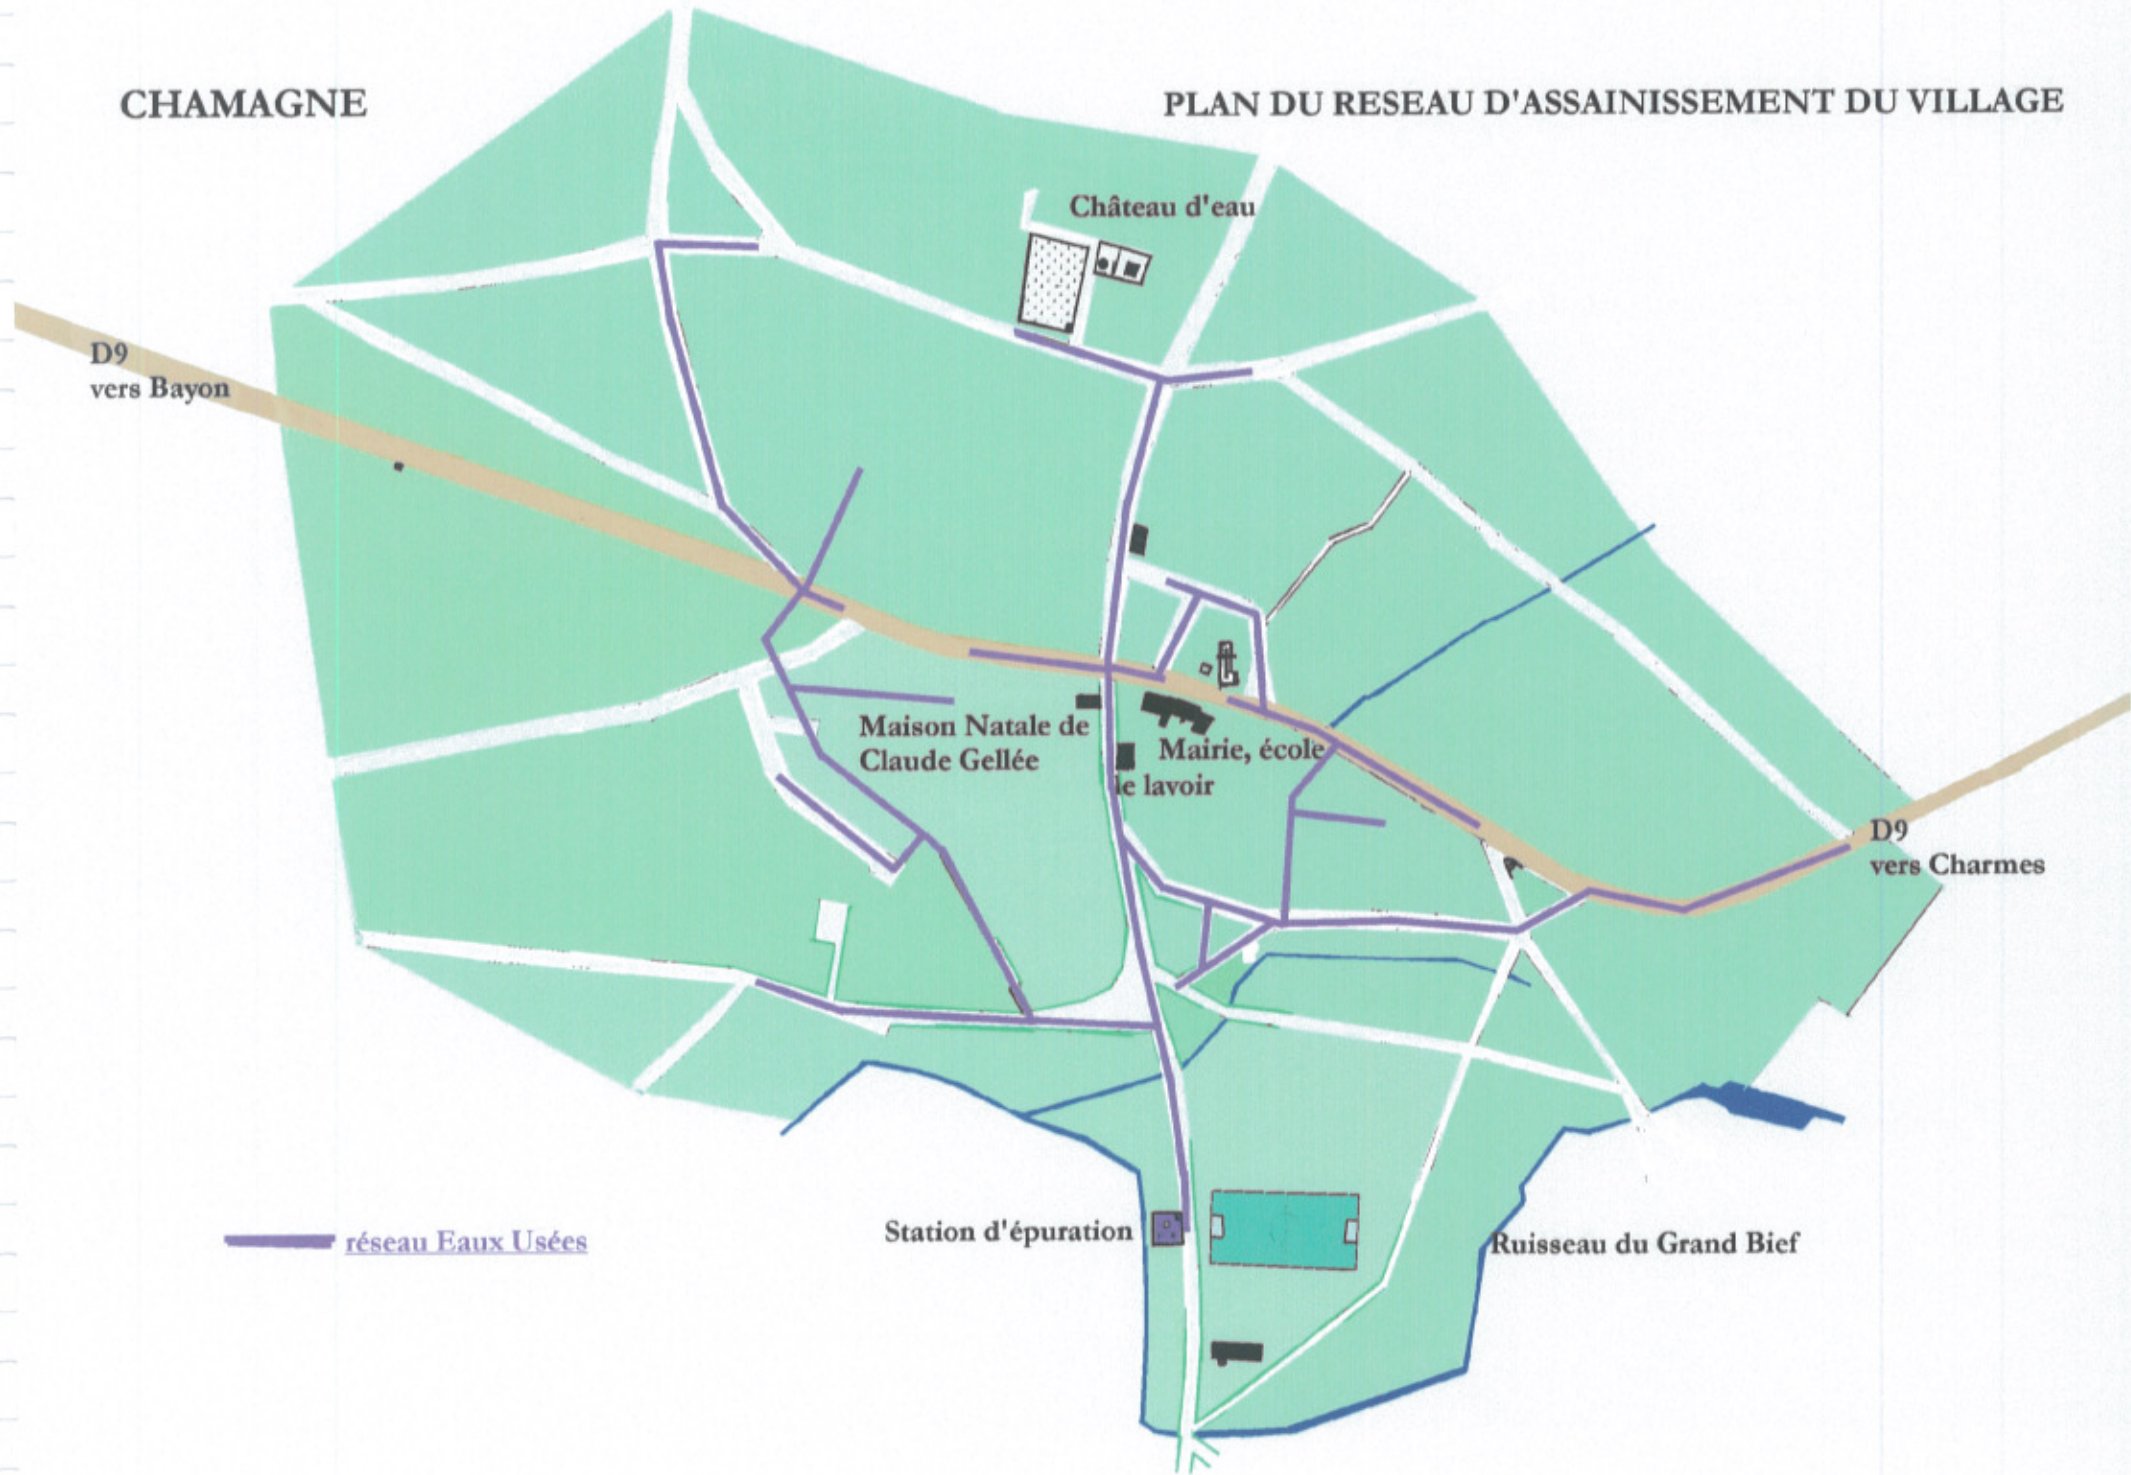 CHAMAGNE
PLAN DU RESEAU D'ASSAINISSEMENT DU VILLAGE
Château d'eau
D9
vers Bayon
Maison Natale de
Claude Gellée
Mairie, école
le lavoir
D9
vers Charmes
Station d'épuration
Ruisseau du Grand Bief
réseau Eaux Usées